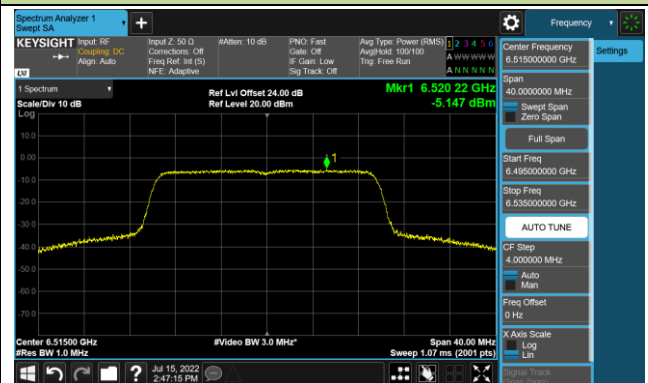 Spectrum Analyzer 1
Swept SA
Frequency
KEYSIGHT Input: RF
Coupling: DC
Align: Auto
Input Z: 50 Ω
Corrections: Off
Freq Ref: Int (S)
NFE: Adaptive
#Atten: 10 dB
PNO: Fast
Gate: Off
IF Gain: Low
Sig Track: Off
Avg Type: Power (RMS)
Avg|Hold: 100/100
Trig: Free Run
1 2 3 4 5 6
A W W W W W
A N N N N N
LXI
Center Frequency
6.515000000 GHz
Settings
Span
40.0000000 MHz
Swept Span
Zero Span
Full Span
Start Freq
6.495000000 GHz
Stop Freq
6.535000000 GHz
AUTO TUNE
CF Step
4.000000 MHz
Auto
Man
Freq Offset
0 Hz
X Axis Scale
Log
Lin
Signal Track
(Span Zoom)
1 Spectrum
Scale/Div 10 dB
Log
Ref Lvl Offset 24.00 dB
Ref Level 20.00 dBm
Mkr1 6.520 22 GHz
-5.147 dBm
10.0
0.00
-10.0
-20.0
-30.0
-40.0
-50.0
-60.0
-70.0
1
Center 6.51500 GHz
#Res BW 1.0 MHz
#Video BW 3.0 MHz*
Span 40.00 MHz
Sweep 1.07 ms (2001 pts)
Jul 15, 2022
2:47:15 PM